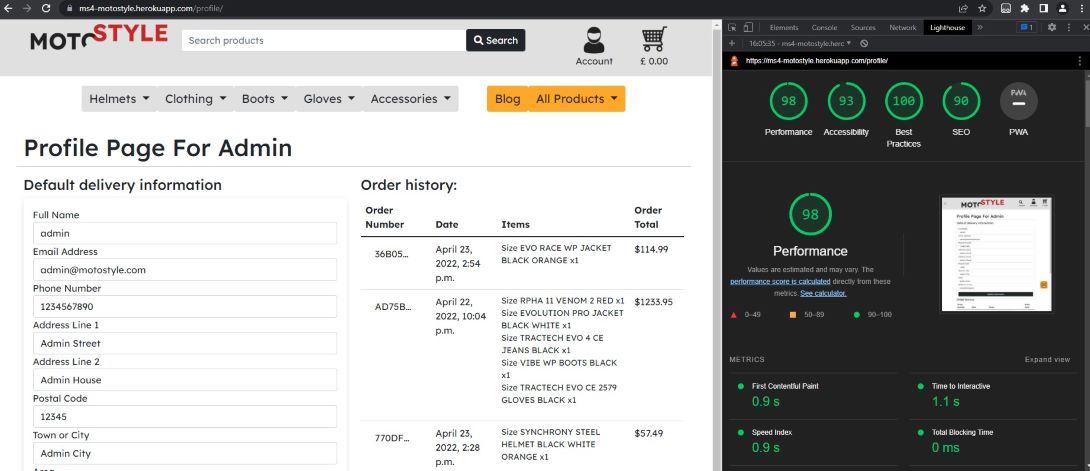 ms4-motostyle.herokuapp.com/profile/
MOTOSTYLE
Search products
Search
Account
£ 0.00
Helmets
Clothing
Boots
Gloves
Accessories
Blog
All Products
Profile Page For Admin
Default delivery information
Full Name
admin
Email Address
admin@motostyle.com
Phone Number
1234567890
Address Line 1
Admin Street
Address Line 2
Admin House
Postal Code
12345
Town or City
Admin City
Order history:
Order Number Date Items Order Total
36B05... April 23, 2022, 2:54 p.m. Size EVO RACE WP JACKET BLACK ORANGE x1 $114.99
AD75B... April 22, 2022, 10:04 p.m. $1233.95
Size RPHA 11 VENOM 2 RED x1
Size EVOLUTION PRO JACKET
BLACK WHITE x1
Size TRACTECH EVO 4 CE
JEANS BLACK x1
Size VIBE WP BOOTS BLACK
x1
Size TRACTECH EVO CE 2579
GLOVES BLACK x1
770DF... April 23, 2022, 2:28 p.m. $57.49
Size SYNCHRONY STEEL
HELMET BLACK WHITE
ORANGE x1
Elements Console Sources Network Lighthouse » 1
16:05:35 - ms4-motostyle.herc
https://ms4-motostyle.herokuapp.com/profile/
98 93 100 90 PWA
Performance Accessibility Best Practices SEO PWA
98
Performance
Values are estimated and may vary. The
performance score is calculated directly from these
metrics. See calculator.
0–49 50–89 90–100
METRICS Expand view
First Contentful Paint
0.9 s
Time to Interactive
1.1 s
Speed Index
0.9 s
Total Blocking Time
0 ms
MOTOSTYLE
Profile Page For Admin